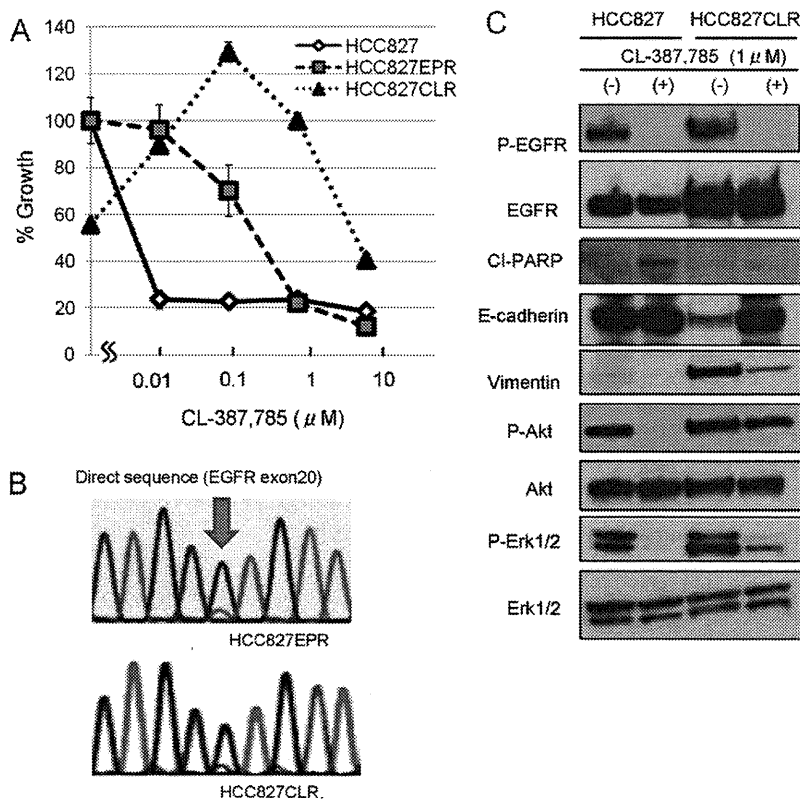 A
140
120
100
80
60
40
20
0
% Growth
HCC827
HCC827EPR
HCC827CLR
0.01
0.1
1
10
CL-387,785 (μM)
B
Direct sequence (EGFR exon20)
HCC827EPR
HCC827CLR.
C
HCC827 HCC827CLR
CL-387,785 (1μM)
(-) (+) (-) (+)
P-EGFR
EGFR
Cl-PARP
E-cadherin
Vimentin
P-Akt
Akt
P-Erk1/2
Erk1/2